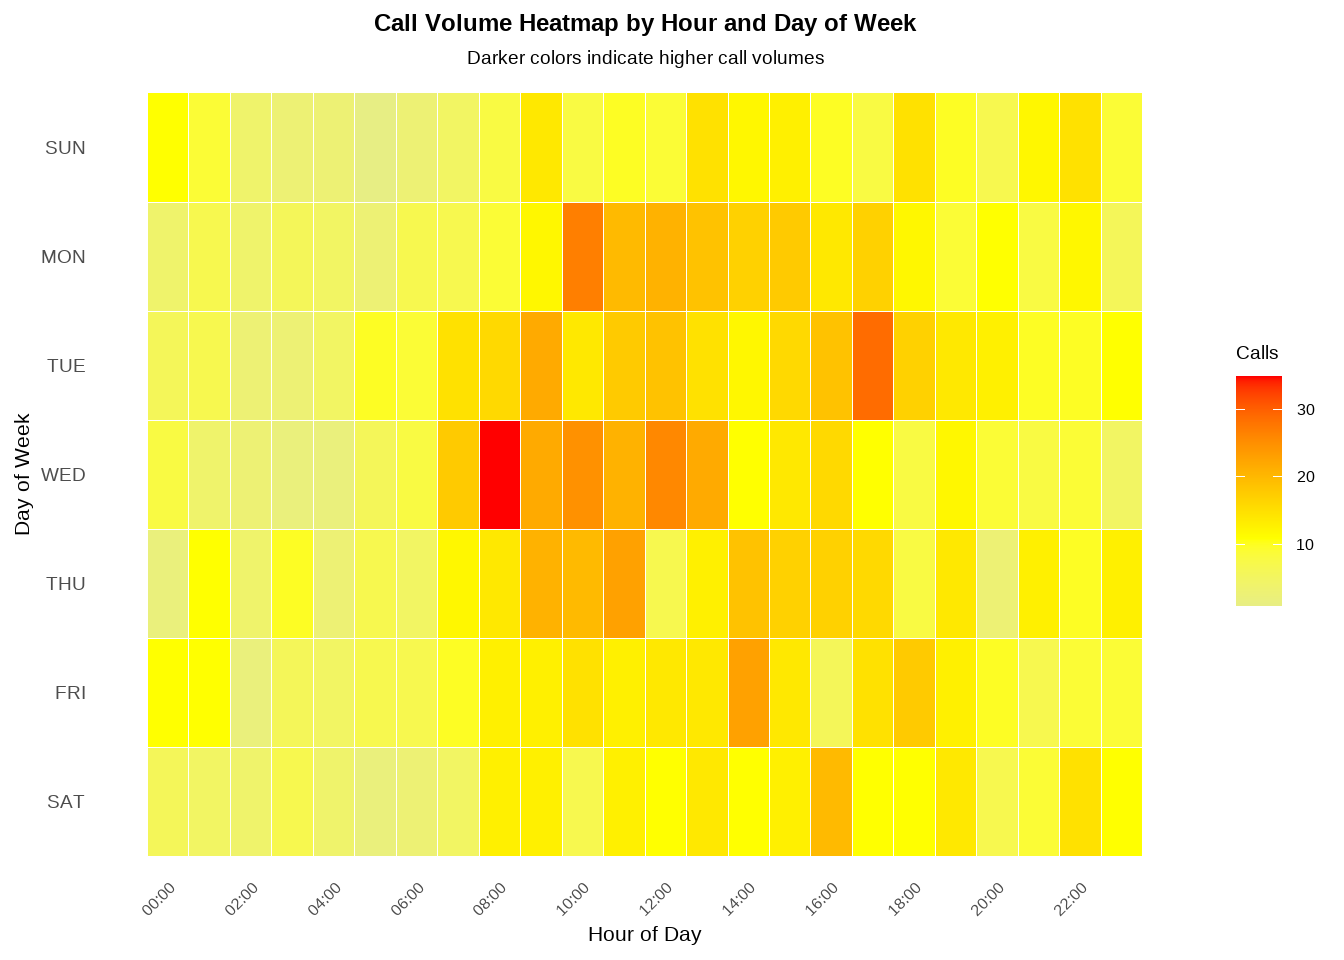 Call Volume Heatmap by Hour and Day of Week
Darker colors indicate higher call volumes
Day of Week
SUN
MON
TUE
WED
THU
FRI
SAT
00:00
02:00
04:00
06:00
08:00
10:00
12:00
14:00
16:00
18:00
20:00
22:00
Hour of Day
Calls
30
20
10